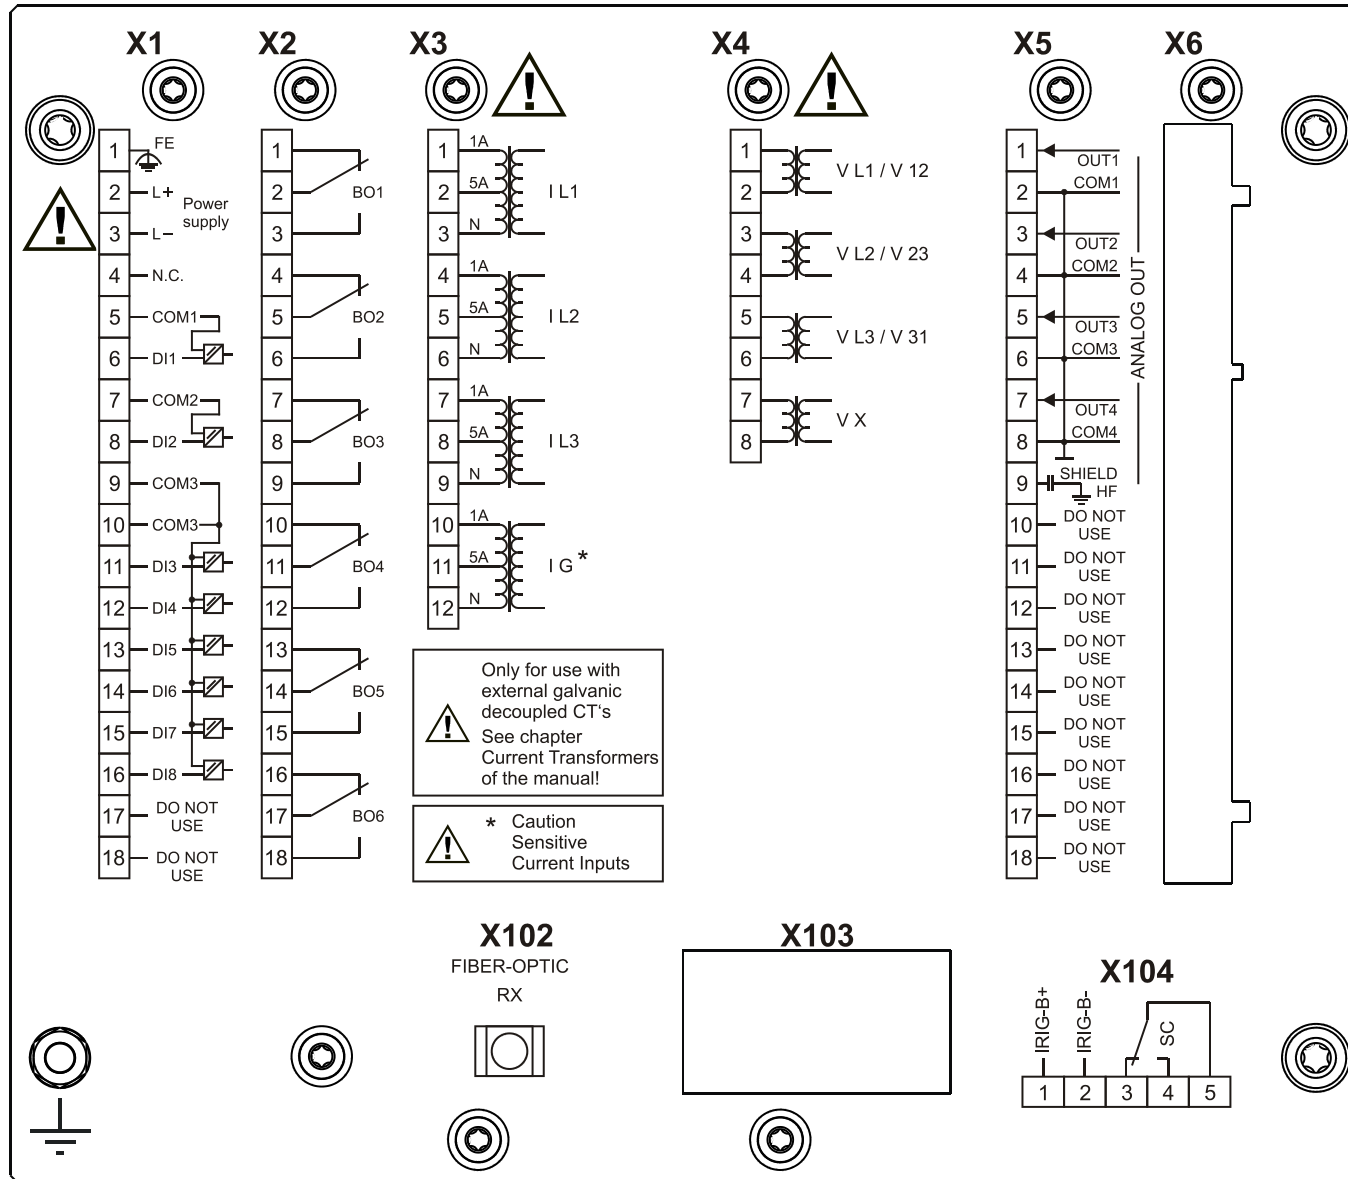 X1
X2
X3
X4
X5
X6
1
FE
2
L+
Power
supply
3
L−
4
N.C.
5
COM1
6
DI1
7
COM2
8
DI2
9
COM3
10
COM3
11
DI3
12
DI4
13
DI5
14
DI6
15
DI7
16
DI8
17
DO NOT
USE
18
DO NOT
USE
1
2
BO1
3
4
5
BO2
6
7
8
BO3
9
10
11
BO4
12
13
14
BO5
15
16
17
BO6
18
1
1A
2
5A
I L1
3
N
4
1A
5
5A
I L2
6
N
7
1A
8
5A
I L3
9
N
10
1A
11
5A
I G *
12
N
Only for use with
external galvanic
decoupled CT‘s
See chapter
Current Transformers
of the manual!
* Caution
Sensitive
Current Inputs
1
V L1 / V 12
2
3
V L2 / V 23
4
5
V L3 / V 31
6
7
V X
8
1
OUT1
2
COM1
3
OUT2
4
COM2
5
OUT3
6
COM3
7
OUT4
8
COM4
ANALOG OUT
9
SHIELD
HF
10
DO NOT
USE
11
DO NOT
USE
12
DO NOT
USE
13
DO NOT
USE
14
DO NOT
USE
15
DO NOT
USE
16
DO NOT
USE
17
DO NOT
USE
18
DO NOT
USE
X102
FIBER-OPTIC
RX
X103
X104
IRIG-B+
IRIG-B-
SC
1
2
3
4
5